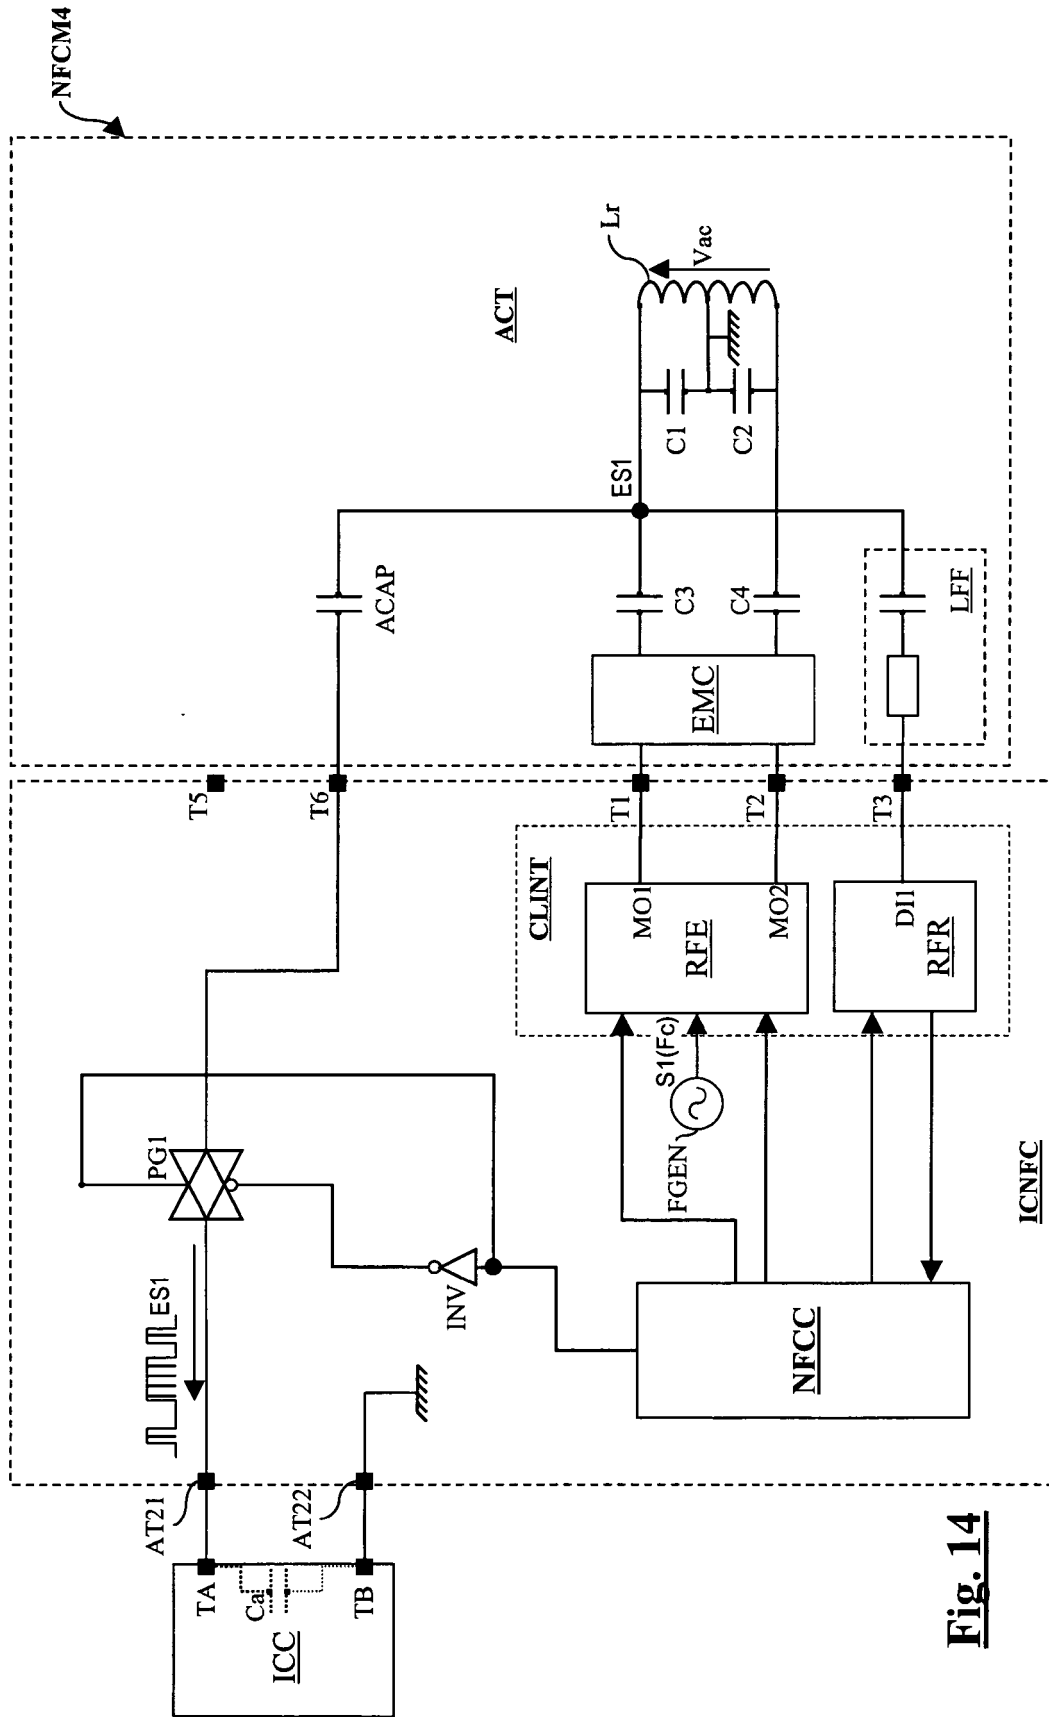 NFCM4
ACT
Lr
Vac
C1
C2
ES1
ACAP
C3
C4
LFF
EMC
T5
T6
T1
T2
T3
CLINT
MO1
RFE
MO2
DI1
RFR
S1(Fc)
FGEN
PG1
ES1
INV
NFCC
ICNFC
AT21
AT22
TA
Ca
TB
ICC
Fig. 14